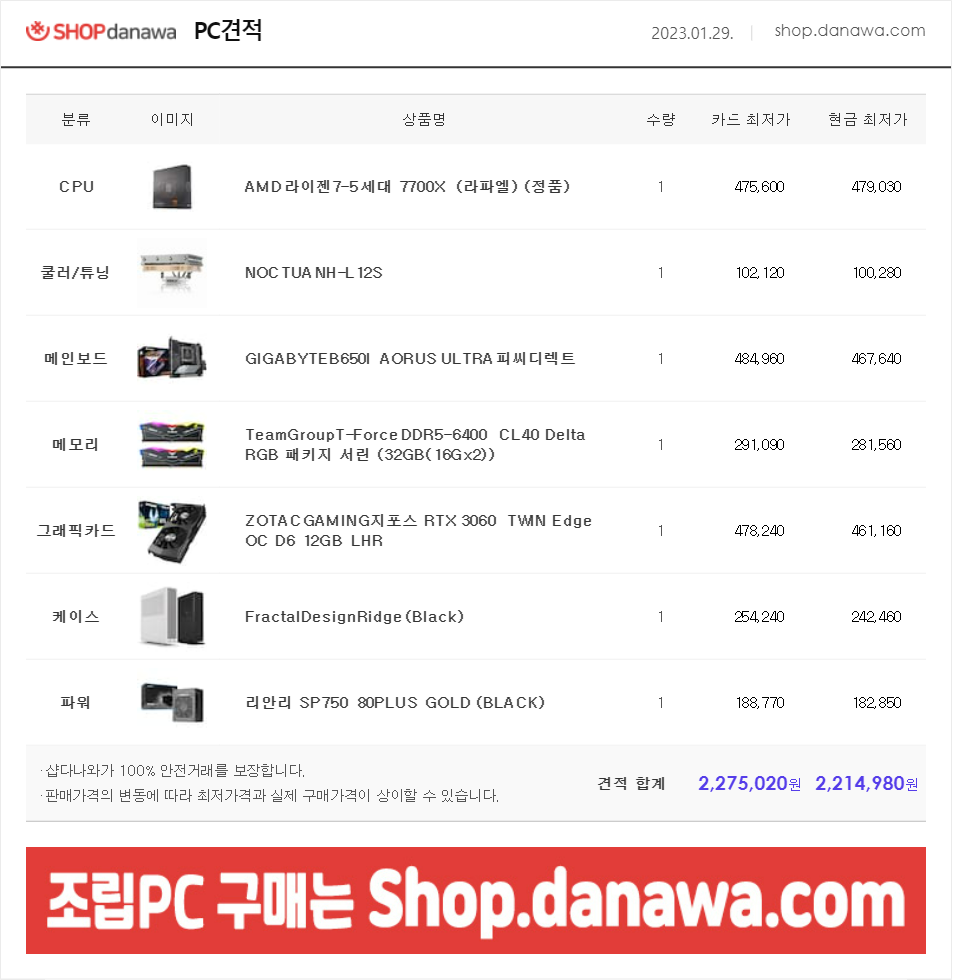 SHOPdanawa PC견적 2023.01.29. | shop.danawa.com
분류 이미지 상품명 수량 카드 최저가 현금 최저가
CPU AMD 라이젠7-5세대 7700X (라파엘) (정품) 1 475,600 479,030
쿨러/튜닝 NOCTUA NH-L12S 1 102,120 100,280
메인보드 GIGABYTE B650I AORUS ULTRA 피씨디렉트 1 484,960 467,640
메모리 TeamGroup T-Force DDR5-6400 CL40 Delta
RGB 패키지 서린 (32GB(16Gx2)) 1 291,090 281,560
그래픽카드 ZOTAC GAMING 지포스 RTX 3060 TWIN Edge
OC D6 12GB LHR 1 478,240 461,160
케이스 Fractal Design Ridge (Black) 1 254,240 242,460
파워 리안리 SP750 80PLUS GOLD (BLACK) 1 188,770 182,850
·샵다나와가 100% 안전거래를 보장합니다.
·판매가격의 변동에 따라 최저가격과 실제 구매가격이 상이할 수 있습니다.
견적 합계 2,275,020원 2,214,980원
조립PC 구매는 Shop.danawa.com